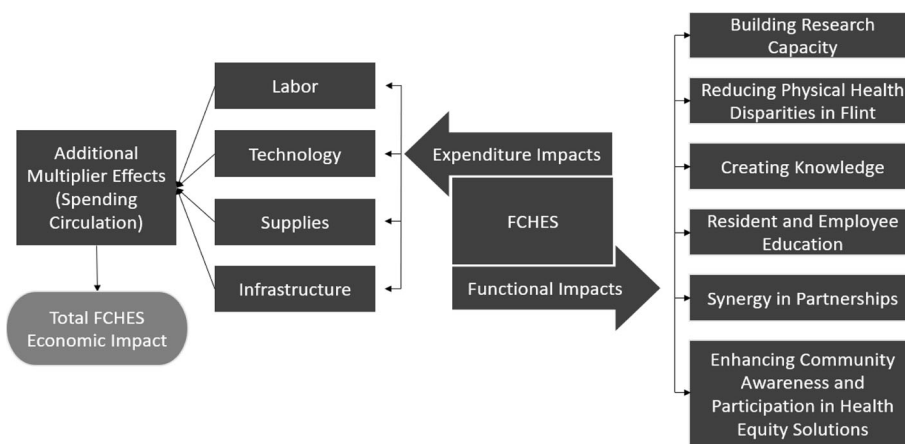 Additional
Multiplier Effects
(Spending
Circulation)
Total FCHES
Economic Impact
Labor
Technology
Supplies
Infrastructure
Expenditure Impacts
FCHES
Functional Impacts
Building Research
Capacity
Reducing Physical Health
Disparities in Flint
Creating Knowledge
Resident and Employee
Education
Synergy in Partnerships
Enhancing Community
Awareness and
Participation in Health
Equity Solutions